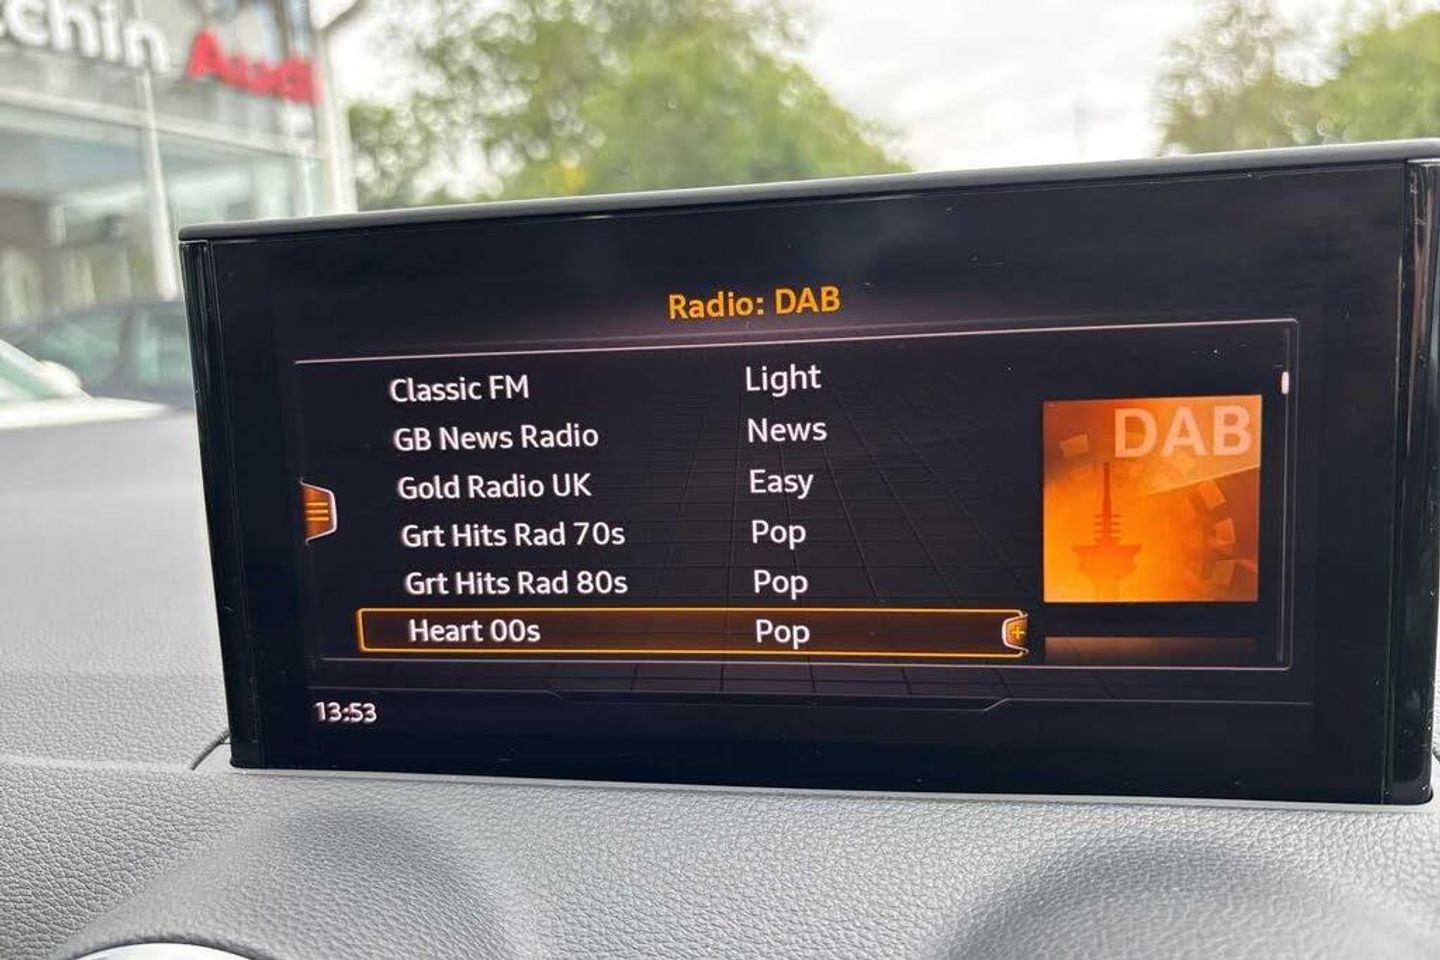 Audi
Radio: DAB
Classic FM Light
GB News Radio News
Gold Radio UK Easy
Grt Hits Rad 70s Pop
Grt Hits Rad 80s Pop
Heart 00s Pop
DAB
13:53